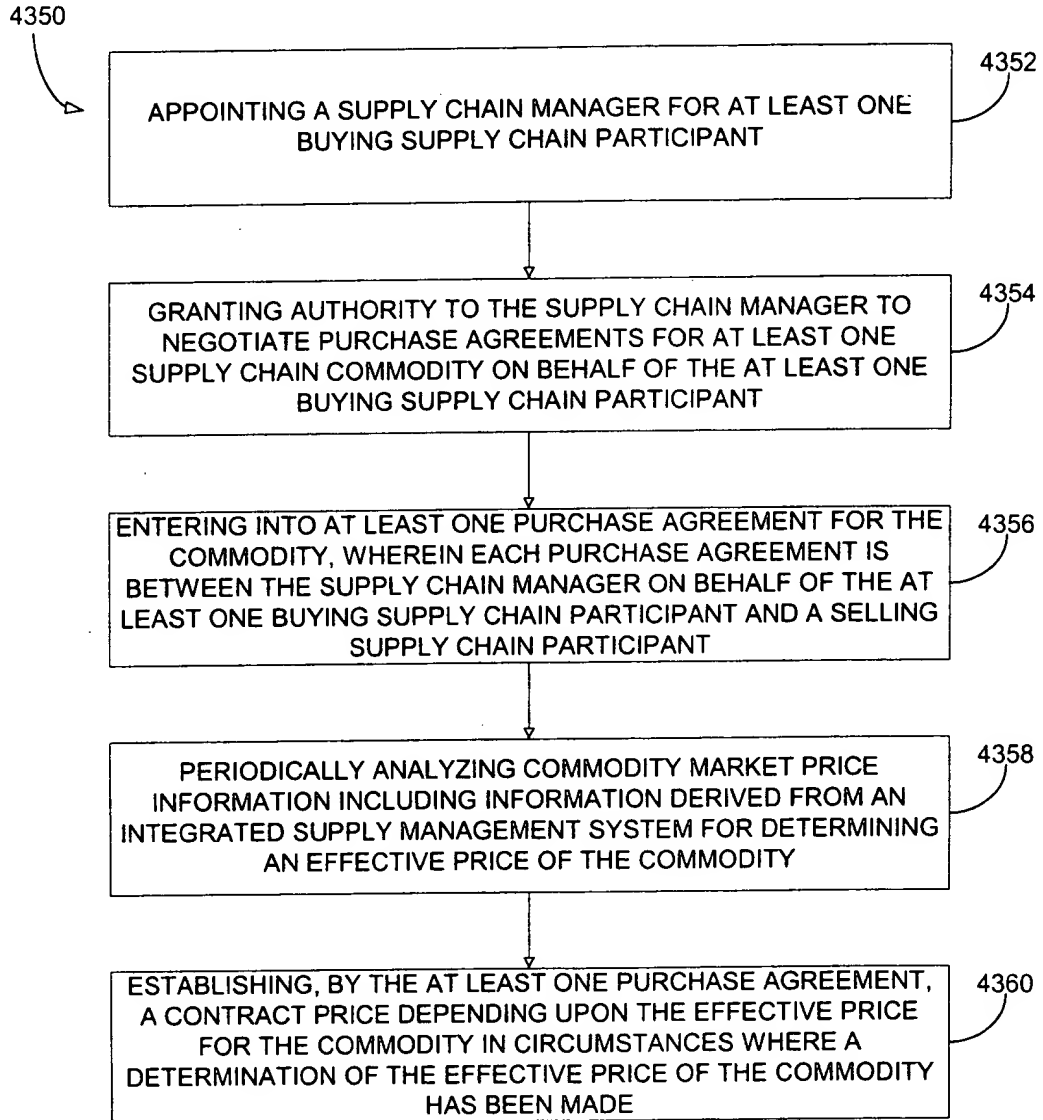 4350
4352
APPOINTING A SUPPLY CHAIN MANAGER FOR AT LEAST ONE
BUYING SUPPLY CHAIN PARTICIPANT
4354
GRANTING AUTHORITY TO THE SUPPLY CHAIN MANAGER TO
NEGOTIATE PURCHASE AGREEMENTS FOR AT LEAST ONE
SUPPLY CHAIN COMMODITY ON BEHALF OF THE AT LEAST ONE
BUYING SUPPLY CHAIN PARTICIPANT
4356
ENTERING INTO AT LEAST ONE PURCHASE AGREEMENT FOR THE
COMMODITY, WHEREIN EACH PURCHASE AGREEMENT IS
BETWEEN THE SUPPLY CHAIN MANAGER ON BEHALF OF THE AT
LEAST ONE BUYING SUPPLY CHAIN PARTICIPANT AND A SELLING
SUPPLY CHAIN PARTICIPANT
4358
PERIODICALLY ANALYZING COMMODITY MARKET PRICE
INFORMATION INCLUDING INFORMATION DERIVED FROM AN
INTEGRATED SUPPLY MANAGEMENT SYSTEM FOR DETERMINING
AN EFFECTIVE PRICE OF THE COMMODITY
4360
ESTABLISHING, BY THE AT LEAST ONE PURCHASE AGREEMENT,
A CONTRACT PRICE DEPENDING UPON THE EFFECTIVE PRICE
FOR THE COMMODITY IN CIRCUMSTANCES WHERE A
DETERMINATION OF THE EFFECTIVE PRICE OF THE COMMODITY
HAS BEEN MADE